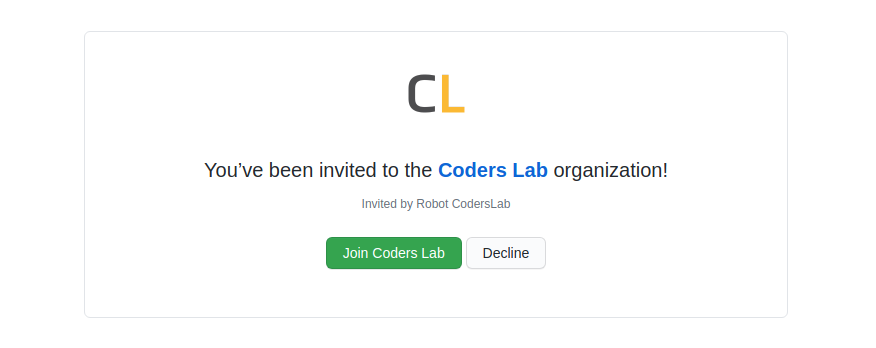 CL
You’ve been invited to the Coders Lab organization!
Invited by Robot CodersLab
Join Coders Lab
Decline